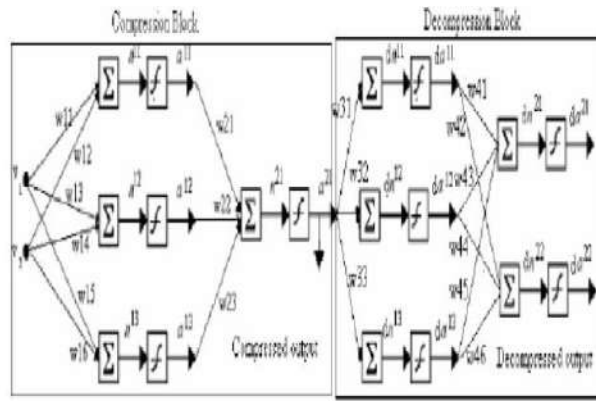 Compression Block
Decompression Block
n11 a11
dn11 da11
w11
w12
w21
w31
w41
w42
dn21 da21
v1
w13
n12 a12
w22
n21 a21
w32
dn12 da12
w43
w14
w44
v2
w15
w23
w33
w45
dn22 da22
w16
n13 a13
Compressed output
dn13 da13
w46
Decompressed output
Σ f
Σ f
Σ f
Σ f
Σ f
Σ f
Σ f
Σ f
Σ f